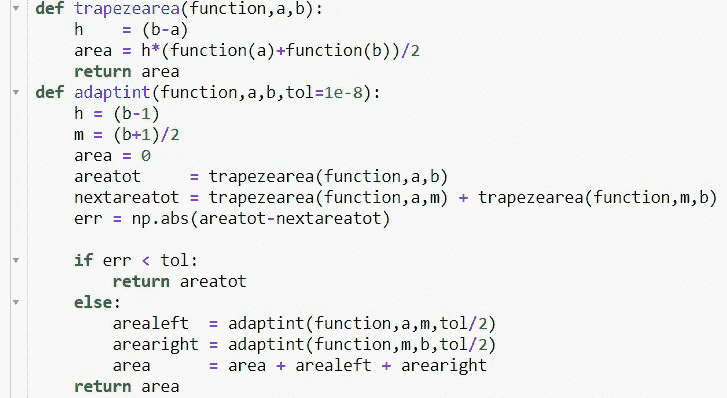 def trapezearea(function,a,b):
    h    = (b-a)
    area = h*(function(a)+function(b))/2
    return area
def adaptint(function,a,b,tol=1e-8):
    h = (b-1)
    m = (b+1)/2
    area = 0
    areatot     = trapezearea(function,a,b)
    nextareatot = trapezearea(function,a,m) + trapezearea(function,m,b)
    err = np.abs(areatot-nextareatot)

    if err < tol:
        return areatot
    else:
        arealeft  = adaptint(function,a,m,tol/2)
        arearight = adaptint(function,m,b,tol/2)
        area      = area + arealeft + arearight
    return area